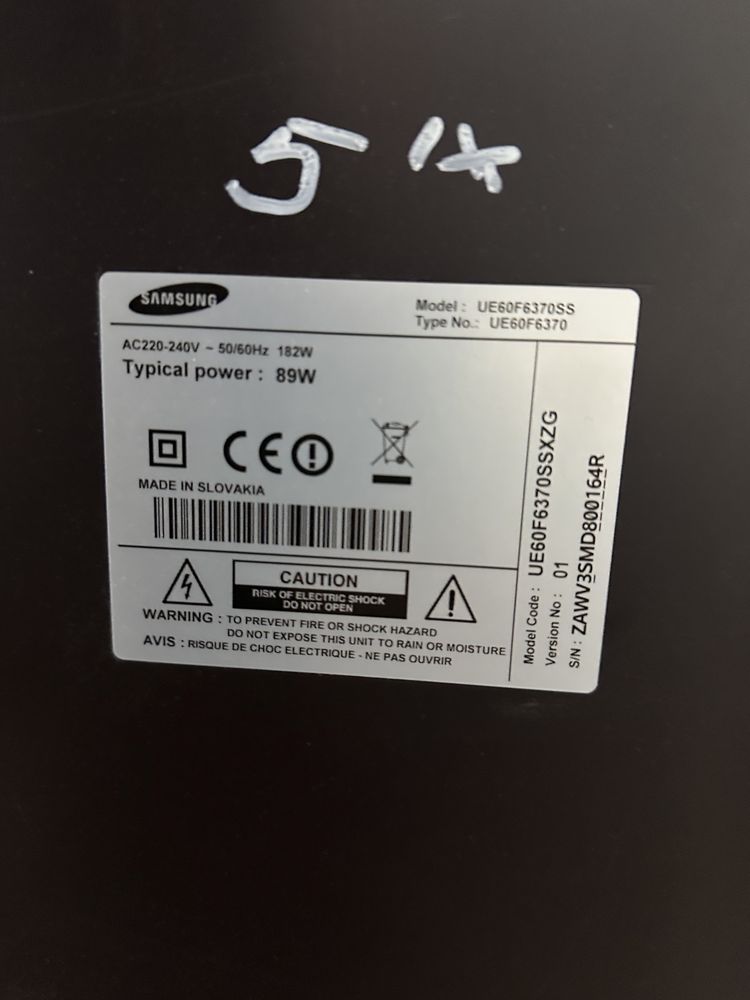 5 1x
SAMSUNG
Model : UE60F6370SS
Type No.: UE60F6370
AC220-240V ~ 50/60Hz 182W
Typical power : 89W
CE
MADE IN SLOVAKIA
CAUTION
RISK OF ELECTRIC SHOCK
DO NOT OPEN
WARNING : TO PREVENT FIRE OR SHOCK HAZARD
DO NOT EXPOSE THIS UNIT TO RAIN OR MOISTURE
AVIS : RISQUE DE CHOC ELECTRIQUE - NE PAS OUVRIR
Model Code : UE60F6370SSXZG
Version No : 01
S/N : ZAWV3SMD800164R